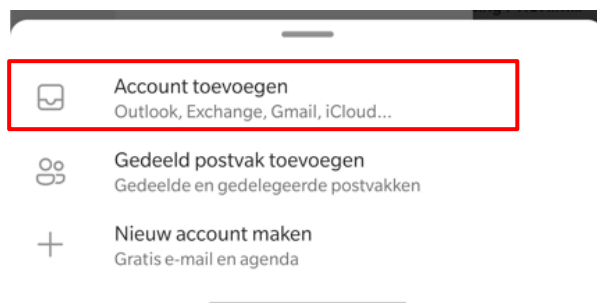 Account toevoegen
Outlook, Exchange, Gmail, iCloud...
Gedeeld postvak toevoegen
Gedeelde en gedelegeerde postvakken
Nieuw account maken
Gratis e-mail en agenda